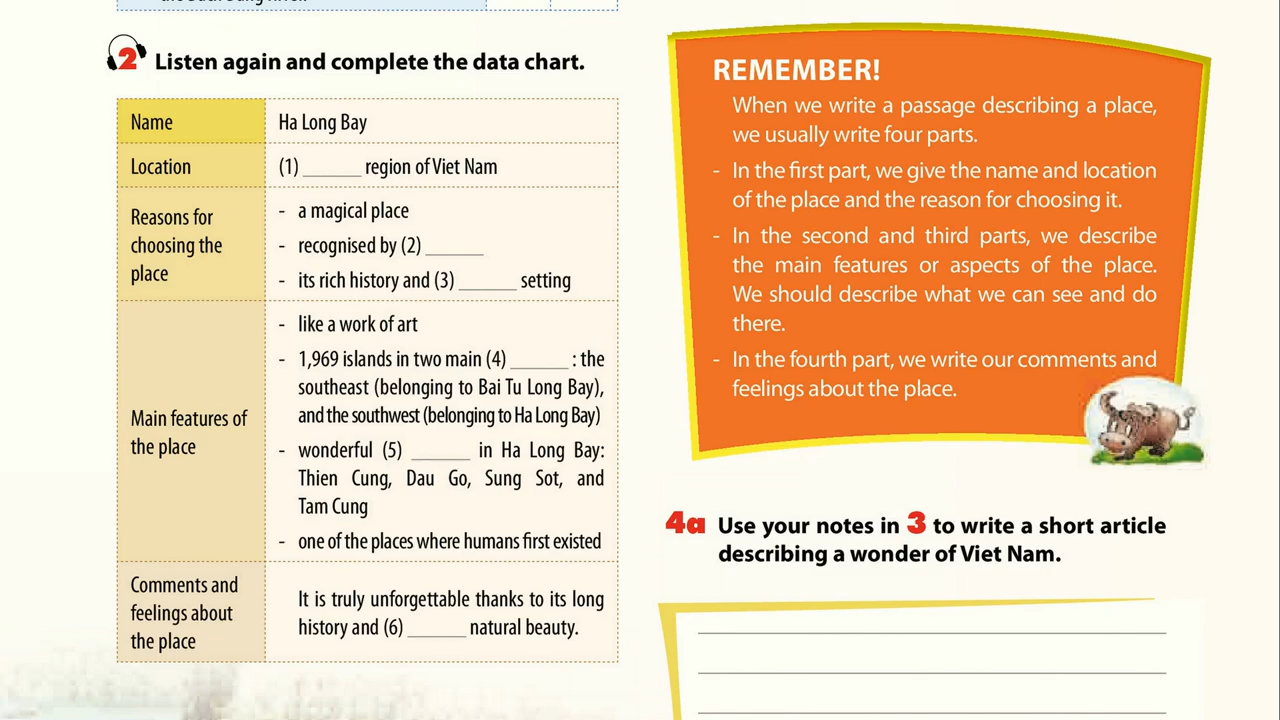 2 Listen again and complete the data chart.
Name
Ha Long Bay
Location
(1) ______ region of Viet Nam
Reasons for
choosing the
place
- a magical place
- recognised by (2) ______
- its rich history and (3) ______ setting
Main features of
the place
- like a work of art
- 1,969 islands in two main (4) ______ : the
southeast (belonging to Bai Tu Long Bay),
and the southwest (belonging to Ha Long Bay)
- wonderful (5) ______ in Ha Long Bay:
Thien Cung, Dau Go, Sung Sot, and
Tam Cung
- one of the places where humans first existed
Comments and
feelings about
the place
It is truly unforgettable thanks to its long
history and (6) ______ natural beauty.
REMEMBER!
When we write a passage describing a place,
we usually write four parts.
- In the first part, we give the name and location
of the place and the reason for choosing it.
- In the second and third parts, we describe
the main features or aspects of the place.
We should describe what we can see and do
there.
- In the fourth part, we write our comments and
feelings about the place.
4a Use your notes in 3 to write a short article
describing a wonder of Viet Nam.